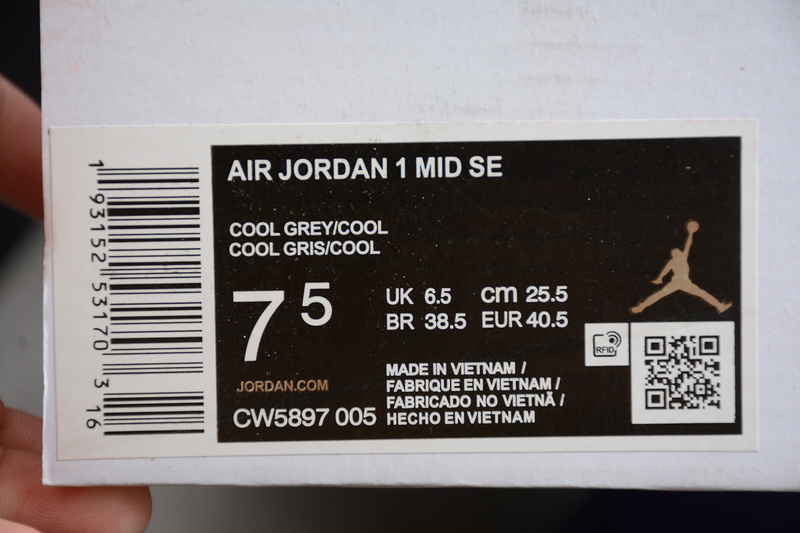 AIR JORDAN 1 MID SE
COOL GREY/COOL
COOL GRIS/COOL
7 5
UK 6.5 cm 25.5
BR 38.5 EUR 40.5
RFID
MADE IN VIETNAM /
FABRIQUE EN VIETNAM /
FABRICADO NO VIETNÃ /
HECHO EN VIETNAM
JORDAN.COM
CW5897 005
1 93152 53170 3 16